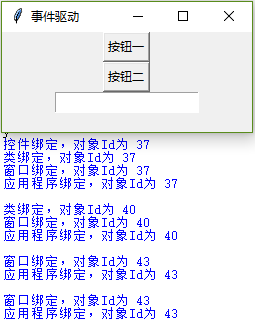 事件驱动
按钮一
按钮二
控件绑定，对象Id为 37
类绑定，对象Id为 37
窗口绑定，对象Id为 37
应用程序绑定，对象Id为 37
类绑定，对象Id为 40
窗口绑定，对象Id为 40
应用程序绑定，对象Id为 40
窗口绑定，对象Id为 43
应用程序绑定，对象Id为 43
窗口绑定，对象Id为 43
应用程序绑定，对象Id为 43